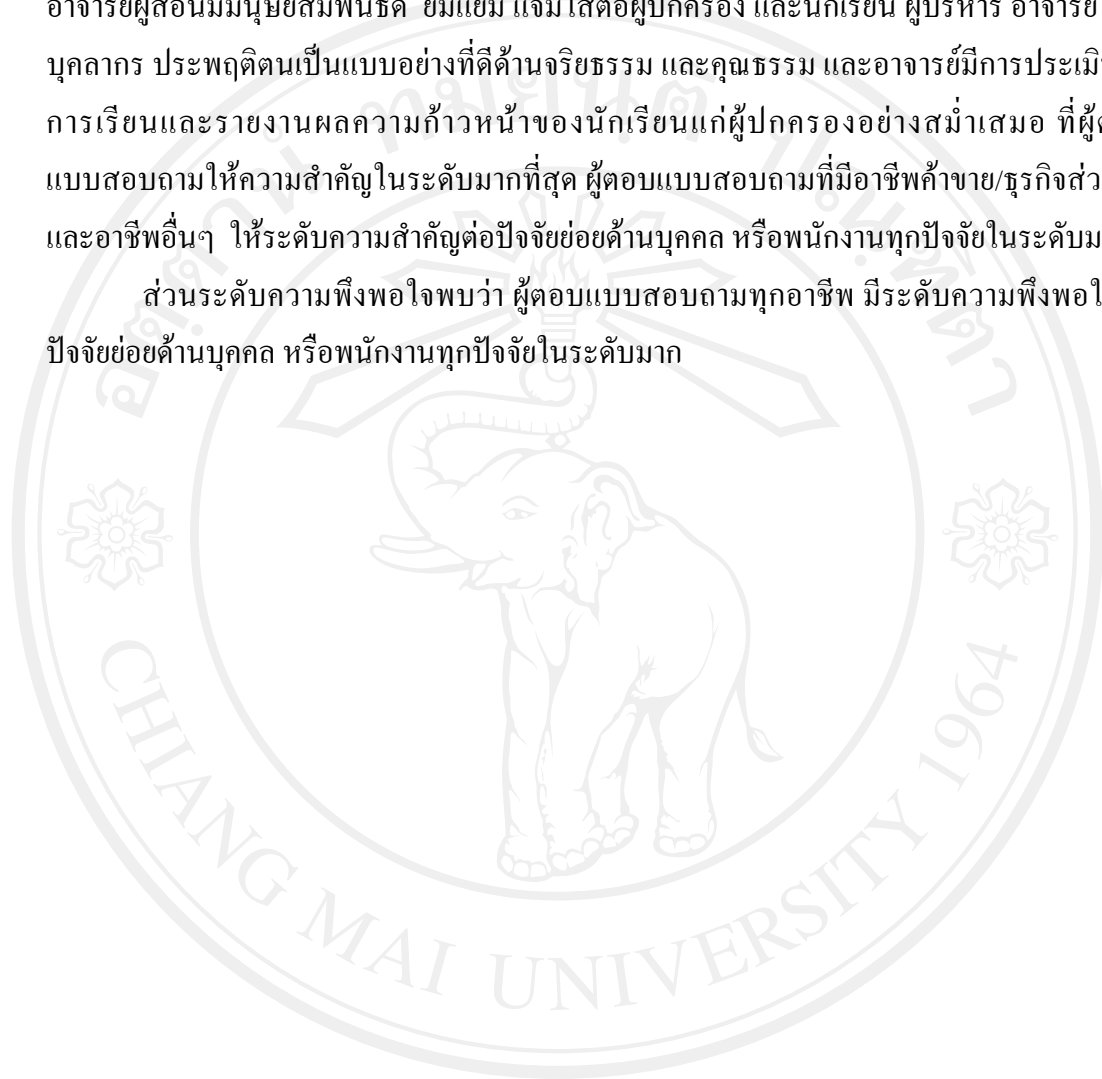 อาจารย์ผู้สอนมีมนุษยสัมพันธ์ดี ยิ้มแย้ม แจ่มใสต่อผู้ปกครอง และนักเรียน ผู้บริหาร อาจารย์
บุคลากร ประพฤติตนเป็นแบบอย่างที่ดีด้านจริยธรรม และคุณธรรม และอาจารย์มีการ
การเรียนและรายงานผลความก้าวหน้าของนักเรียนแก่ผู้ปกครองอย่างสม่ำเสมอ
แบบสอบถามให้ความสำคัญในระดับมากที่สุด ผู้ตอบแบบสอบถามที่มีอาชีพค้าขาย/ธุรกิจ
และอาชีพอื่นๆ ให้ระดับความสำคัญต่อปัจจัยย่อยด้านบุคคล หรือพนักงานทุกปัจจัยในระดับ
ส่วนระดับความพึงพอใจพบว่า ผู้ตอบแบบสอบถามทุกอาชีพ มีระดับความ
ปัจจัยย่อยด้านบุคคล หรือพนักงานทุกปัจจัยในระดับมาก
CHIANG MAI UNIVERSITY 1964